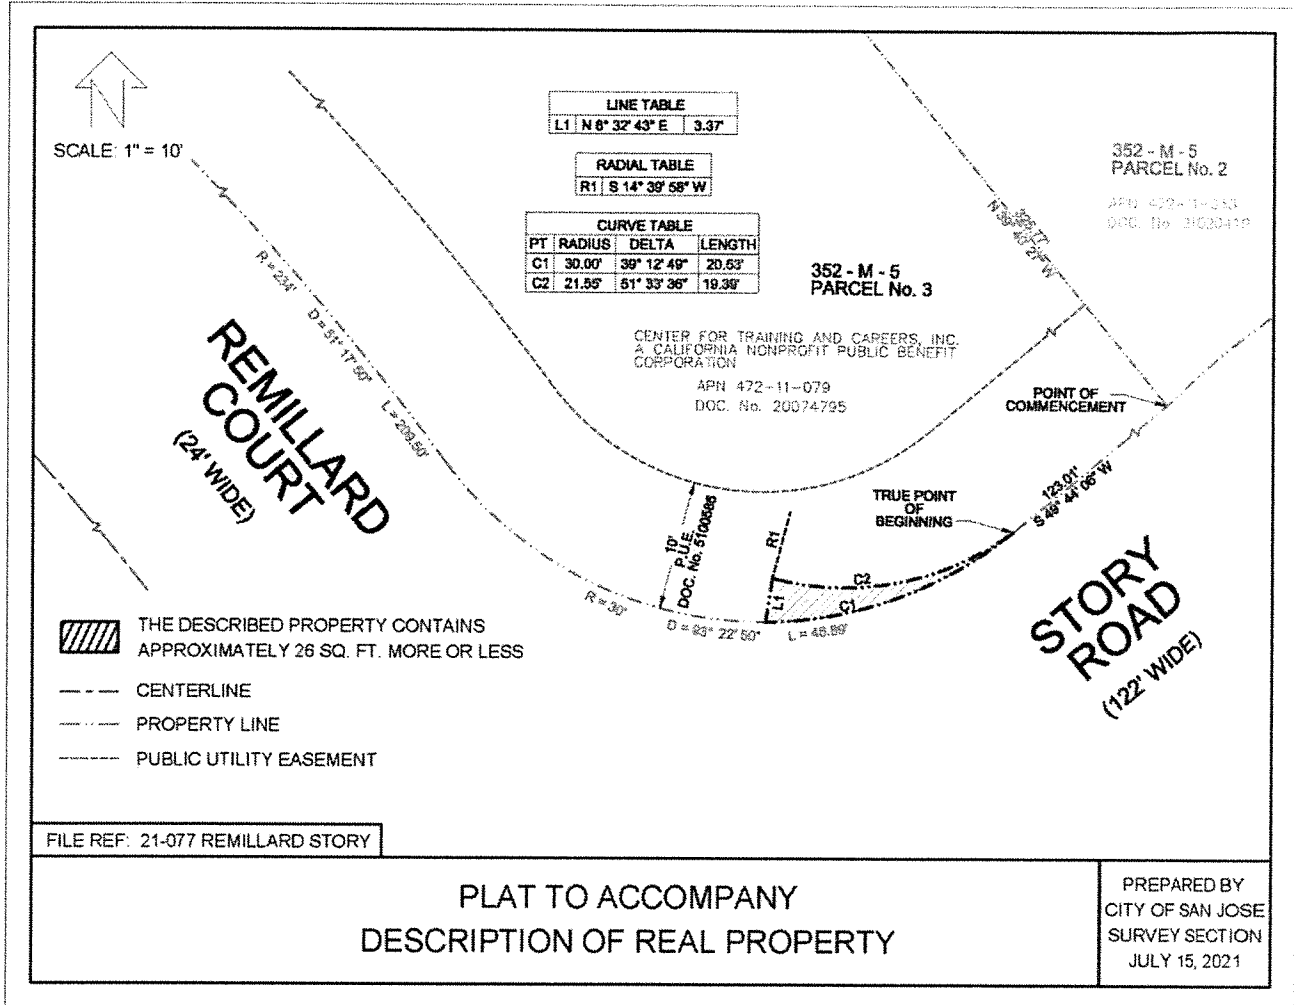 SCALE: 1" = 10'
LINE TABLE
L1 N 8° 32' 43" E 3.37'
RADIAL TABLE
R1 S 14° 39' 58" W
CURVE TABLE
PT RADIUS DELTA LENGTH
C1 30.00' 39° 12' 49" 20.53'
C2 21.55' 51° 33' 36" 19.39'
352 - M - 5
PARCEL No. 2
DOC. No.
352 - M - 5
PARCEL No. 3
CENTER FOR TRAINING AND CAREERS, INC.
A CALIFORNIA NONPROFIT PUBLIC BENEFIT
CORPORATION
APN 472-11-079
DOC. No. 20074795
R = 234'
D = 51° 17' 50"
L = 209.50'
REMILLARD
COURT
(24' WIDE)
POINT OF
COMMENCEMENT
TRUE POINT
OF
BEGINNING
123.01'
S 49° 44' 06" W
10'
P.U.E.
DOC. No. 5100585
R1
L1
C2
C1
R = 30'
D = 93° 22' 50"
L = 48.89'
STORY
ROAD
(122' WIDE)
THE DESCRIBED PROPERTY CONTAINS
APPROXIMATELY 26 SQ. FT. MORE OR LESS
CENTERLINE
PROPERTY LINE
PUBLIC UTILITY EASEMENT
FILE REF: 21-077 REMILLARD STORY
PLAT TO ACCOMPANY
DESCRIPTION OF REAL PROPERTY
PREPARED BY
CITY OF SAN JOSE
SURVEY SECTION
JULY 15, 2021